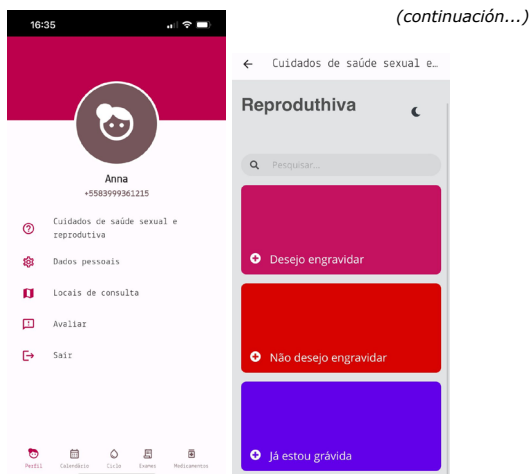 (continuación...)
16:35
Anna
+5583999361215
Cuidados de saúde sexual e
reprodutiva
Dados pessoais
Locais de consulta
Avaliar
Sair
Perfil
Calendário
Ciclo
Exames
Medicamentos
Cuidados de saúde sexual e…
Reproduthiva
Pesquisar...
Desejo engravidar
Não desejo engravidar
Já estou grávida